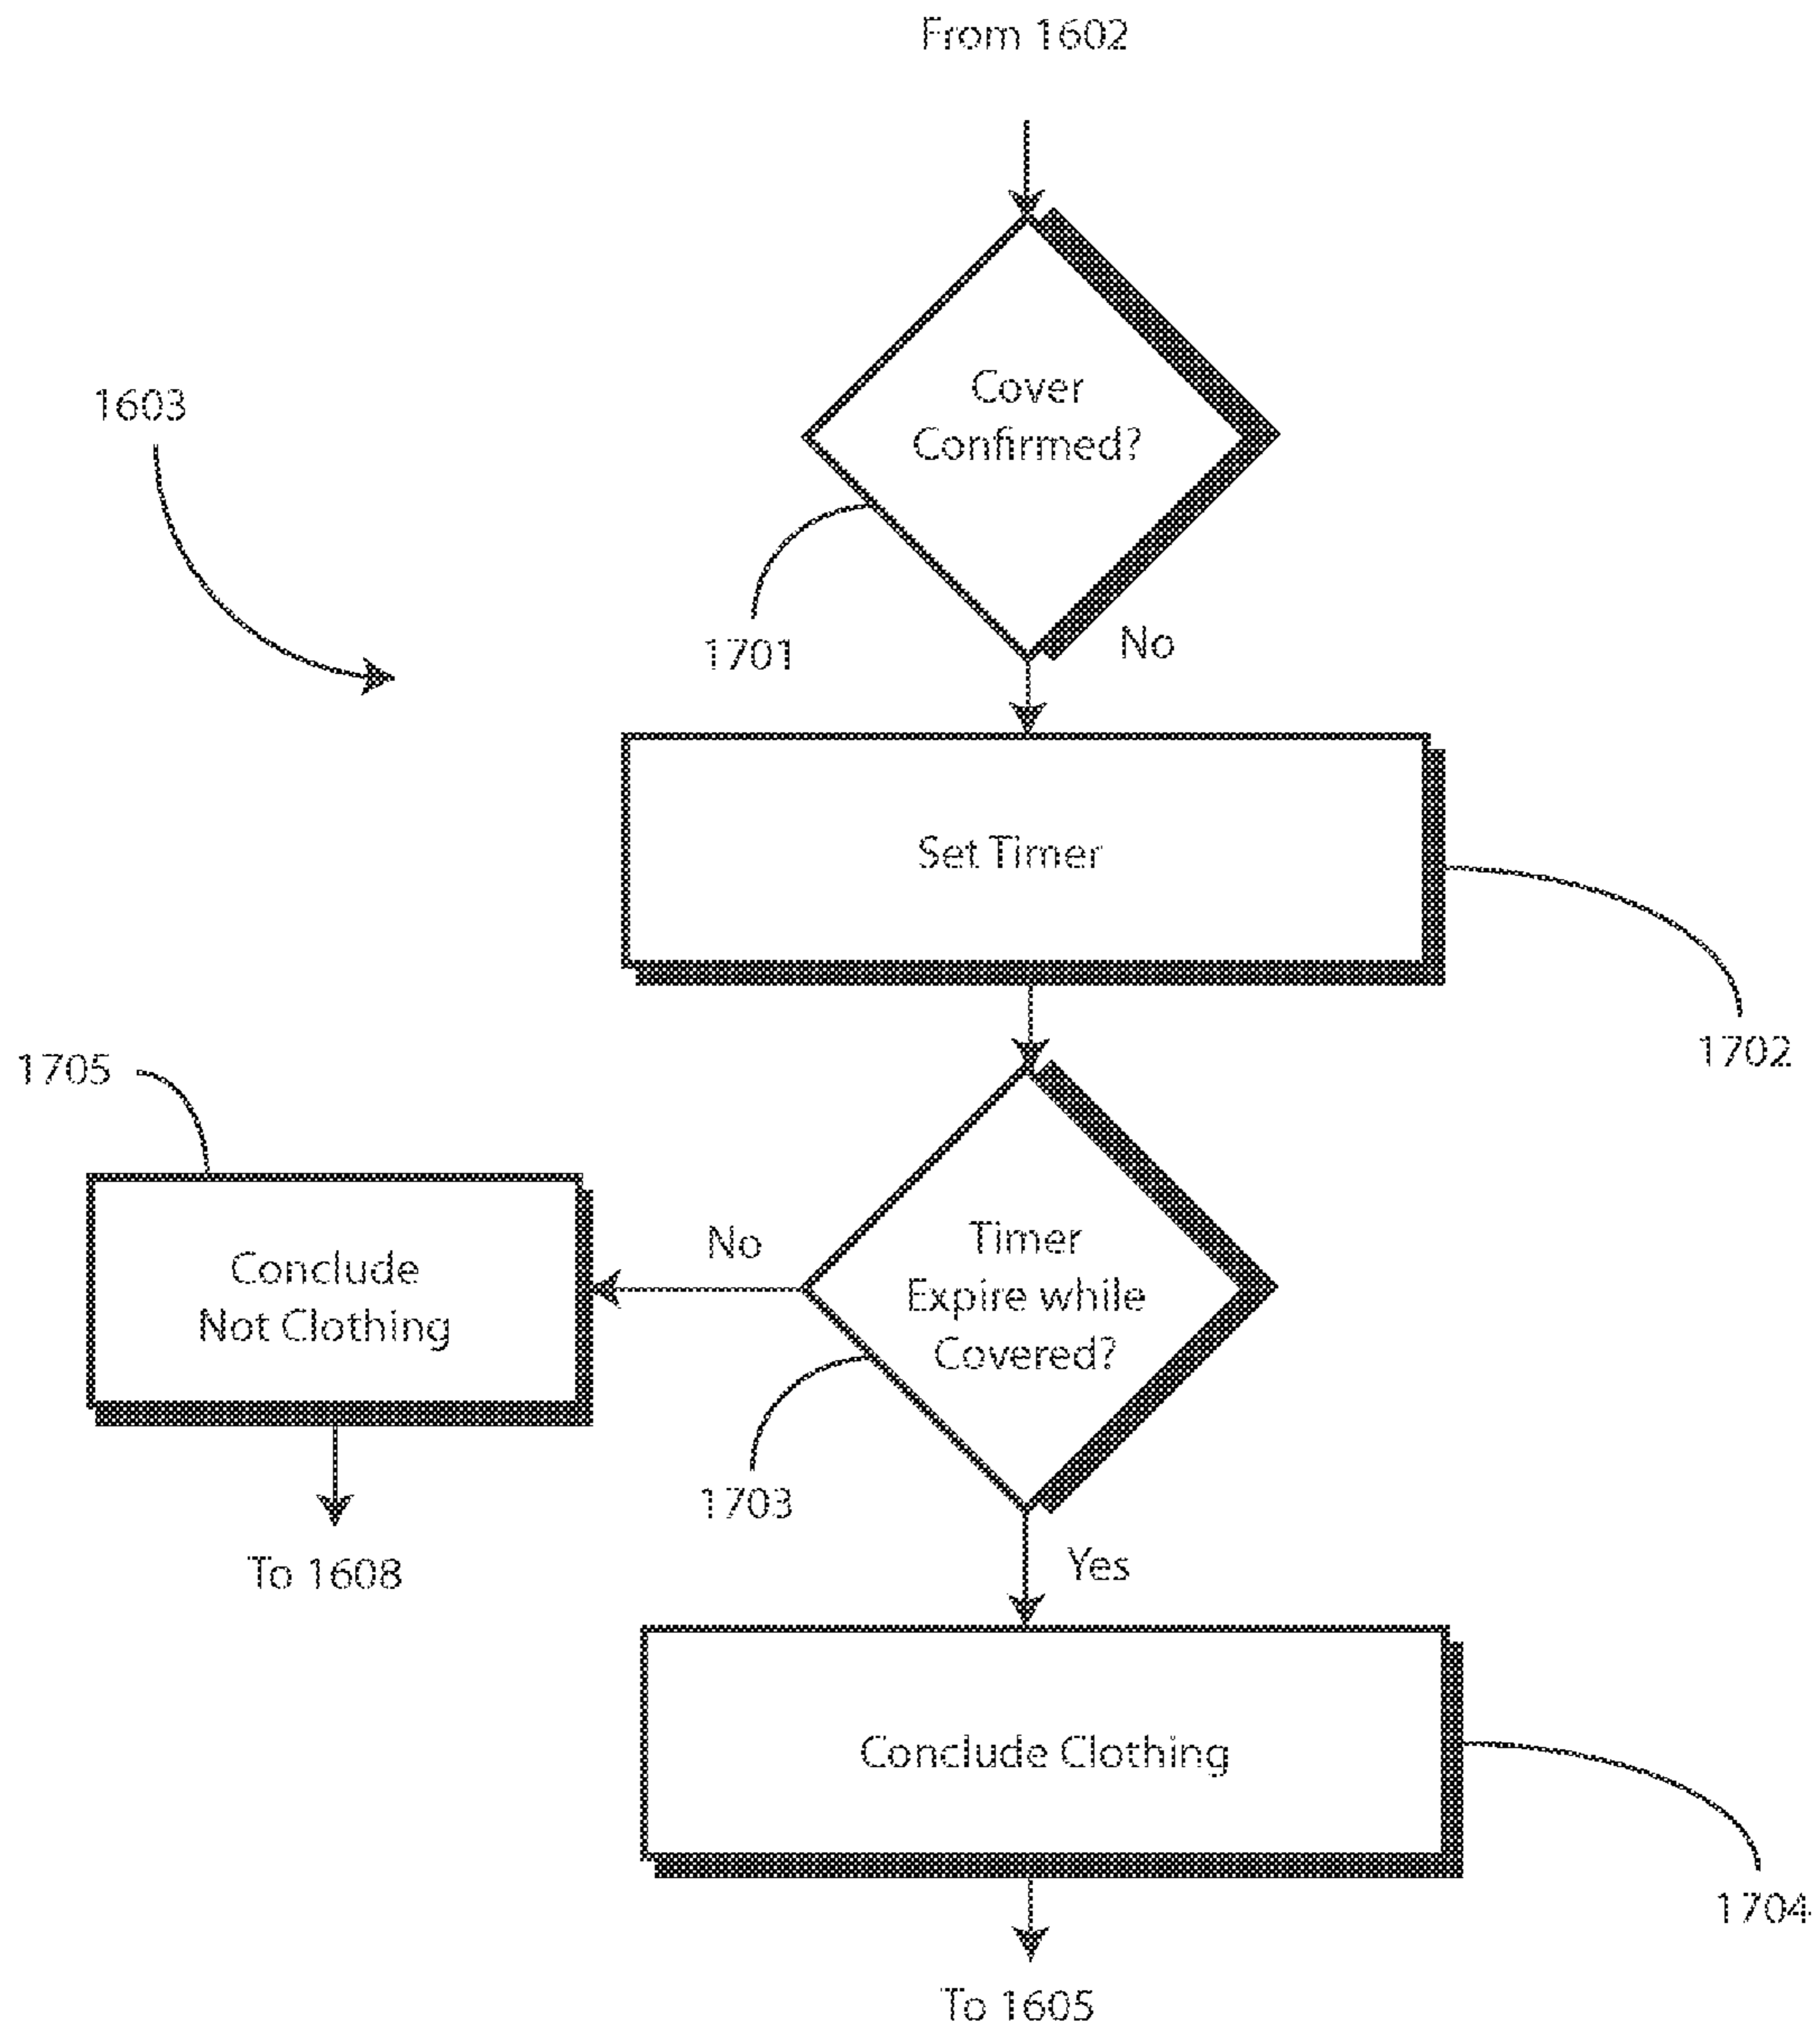 From 1602
1603
Cover
Confirmed?
1701
No
Set Timer
1702
1705
Conclude
Not Clothing
No
Timer
Expire while
Covered?
1703
To 1608
Yes
Conclude Clothing
1704
To 1605